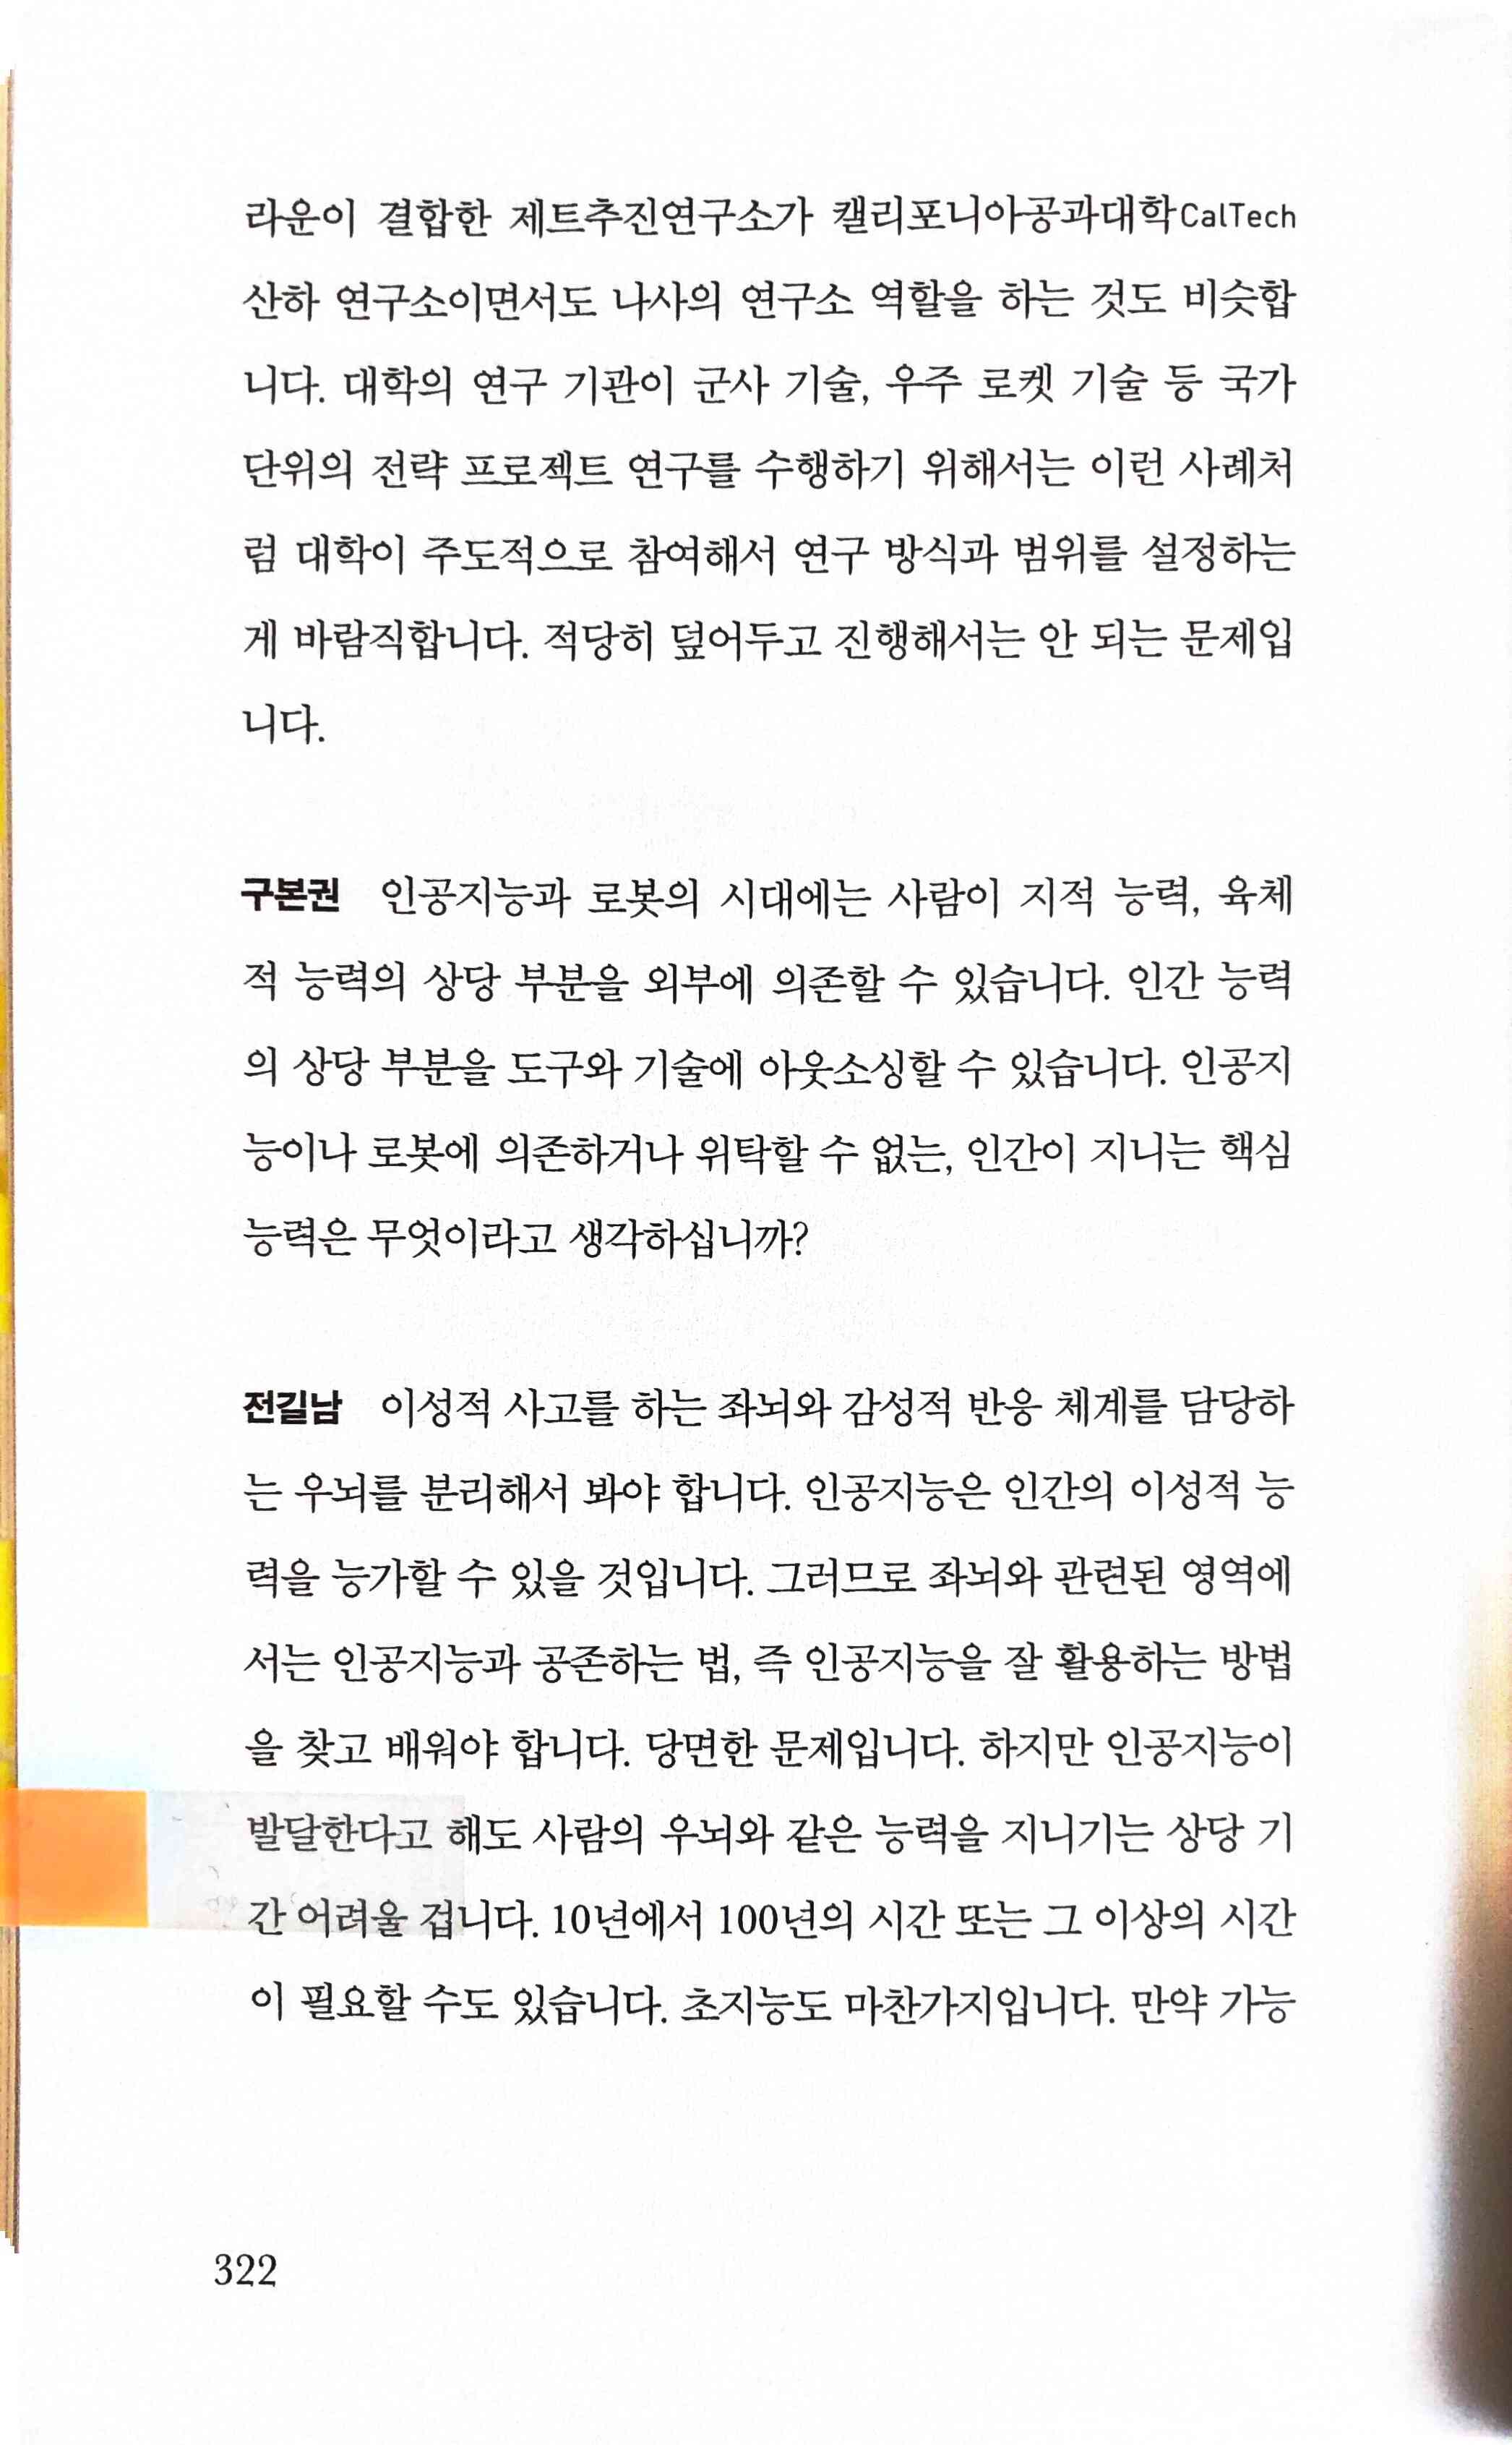 라운이 결합한 제트추진연구소가 캘리포니아공과대학CalTech
산하 연구소이면서도 나사의 연구소 역할을 하는 것도 비슷합
니다. 대학의 연구 기관이 군사 기술, 우주 로켓 기술 등 국가
단위의 전략 프로젝트 연구를 수행하기 위해서는 이런 사례처
럼 대학이 주도적으로 참여해서 연구 방식과 범위를 설정하는
게 바람직합니다. 적당히 덮어두고 진행해서는 안 되는 문제입
니다.
구본권 인공지능과 로봇의 시대에는 사람이 지적 능력, 육체
적 능력의 상당 부분을 외부에 의존할 수 있습니다. 인간 능력
의 상당 부분을 도구와 기술에 아웃소싱할 수 있습니다. 인공지
능이나 로봇에 의존하거나 위탁할 수 없는, 인간이 지니는 핵심
능력은 무엇이라고 생각하십니까?
전길남 이성적 사고를 하는 좌뇌와 감성적 반응 체계를 담당하
는 우뇌를 분리해서 봐야 합니다. 인공지능은 인간의 이성적 능
력을 능가할 수 있을 것입니다. 그러므로 좌뇌와 관련된 영역에
서는 인공지능과 공존하는 법, 즉 인공지능을 잘 활용하는 방법
을 찾고 배워야 합니다. 당면한 문제입니다. 하지만 인공지능이
발달한다고 해도 사람의 우뇌와 같은 능력을 지니기는 상당 기
간 어려울 겁니다. 10년에서 100년의 시간 또는 그 이상의 시간
이 필요할 수도 있습니다. 초지능도 마찬가지입니다. 만약 가능
322